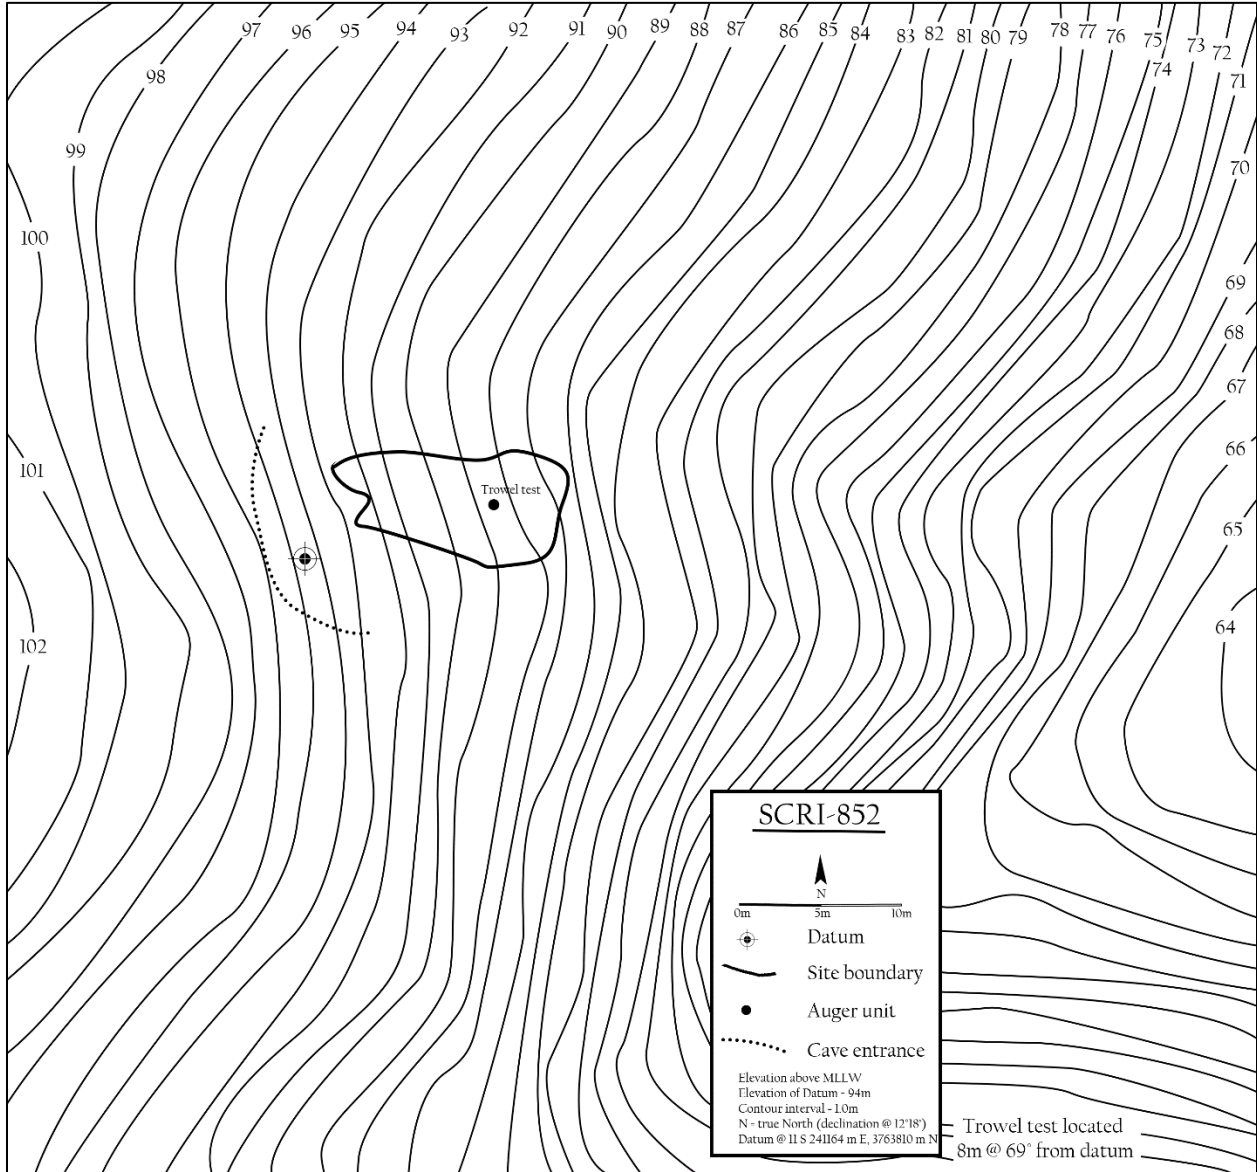 97 96 95 94 93 92 91 90 89 88 87 86 85 84 83 82 81 80 79 78 77 76 75 73 72
98 74 71
99 70
100 69
68
67
66
101 65
Trowel test
102 64
SCRI-852
N
0m 5m 10m
Datum
Site boundary
Auger unit
Cave entrance
Elevation above MLLW
Elevation of Datum - 94m
Contour interval - 1.0m
N - true North (declination @ 12°18')
Datum @ 11 S 241164 m E, 3763810 m N
Trowel test located
8m @ 69° from datum